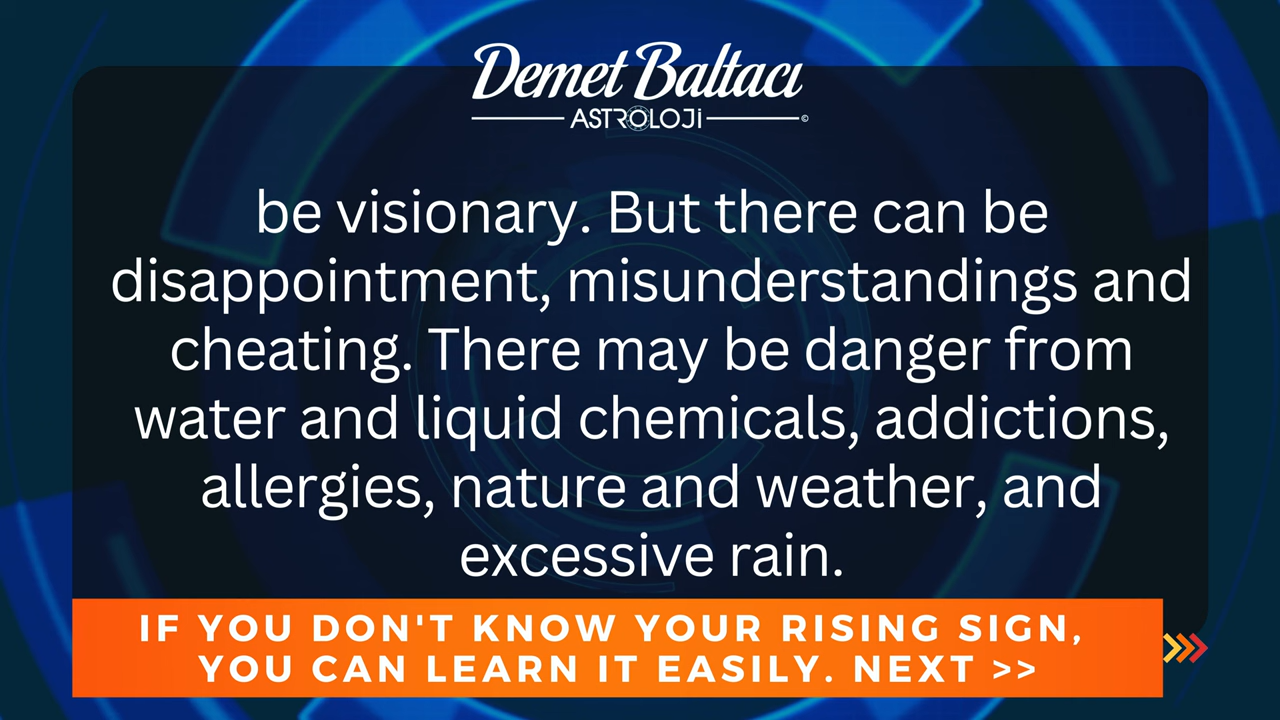 Demet Baltacı
ASTROLOJi ©
be visionary. But there can be
disappointment, misunderstandings and
cheating. There may be danger from
water and liquid chemicals, addictions,
allergies, nature and weather, and
excessive rain.
IF YOU DON'T KNOW YOUR RISING SIGN,
YOU CAN LEARN IT EASILY. NEXT >>